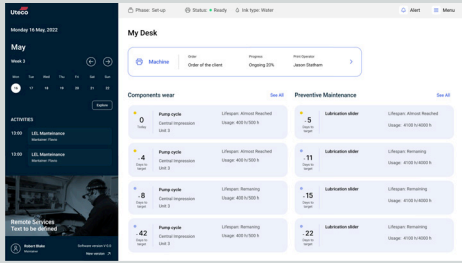 Uteco
Monday 16 May, 2022
May
Week 3
Mon Tue Wed Thu Fri Sat Sun
16 17 18 19 20 21 22
Explore
ACTIVITIES
13:00 LEL Maintenance
13:00 LEL Maintenance
Remote Services
Text to be defined
Robert Blake
Software version V 0.0
New version
Phase: Set-up
Status: Ready
Ink type: Water
Alert
Menu
My Desk
Machine
Order
Order of the client
Progress
Ongoing 20%
Print Operator
Jason Statham
Components wear
See All
0
Today
Pump cycle
Central Impression
Unit 3
Lifespan: Almost Reached
Usage: 400 h/500 h
- 4
Days to
target
Pump cycle
Central Impression
Unit 3
Lifespan: Almost Reached
Usage: 400 h/500 h
- 8
Days to
target
Pump cycle
Central Impression
Unit 3
Lifespan: Remaining
Usage: 400 h/500 h
- 42
Days to
target
Pump cycle
Central Impression
Unit 3
Lifespan: Remaining
Usage: 400 h/500 h
Preventive Maintenance
See All
- 5
Days to
target
Lubrication slider
Lifespan: Almost Reached
Usage: 4100 h/4000 h
- 11
Days to
target
Lubrication slider
Lifespan: Remaining
Usage: 4100 h/4000 h
- 15
Days to
target
Lubrication slider
Lifespan: Remaining
Usage: 4100 h/4000 h
- 22
Days to
target
Lubrication slider
Lifespan: Remaining
Usage: 4100 h/4000 h